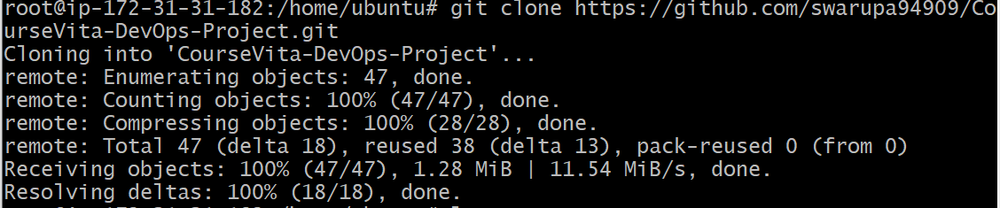 root@ip-172-31-31-182:/home/ubuntu# git clone https://github.com/swarupa94909/Co
urseVita-DevOps-Project.git
Cloning into 'CourseVita-DevOps-Project'...
remote: Enumerating objects: 47, done.
remote: Counting objects: 100% (47/47), done.
remote: Compressing objects: 100% (28/28), done.
remote: Total 47 (delta 18), reused 38 (delta 13), pack-reused 0 (from 0)
Receiving objects: 100% (47/47), 1.28 MiB | 11.54 MiB/s, done.
Resolving deltas: 100% (18/18), done.